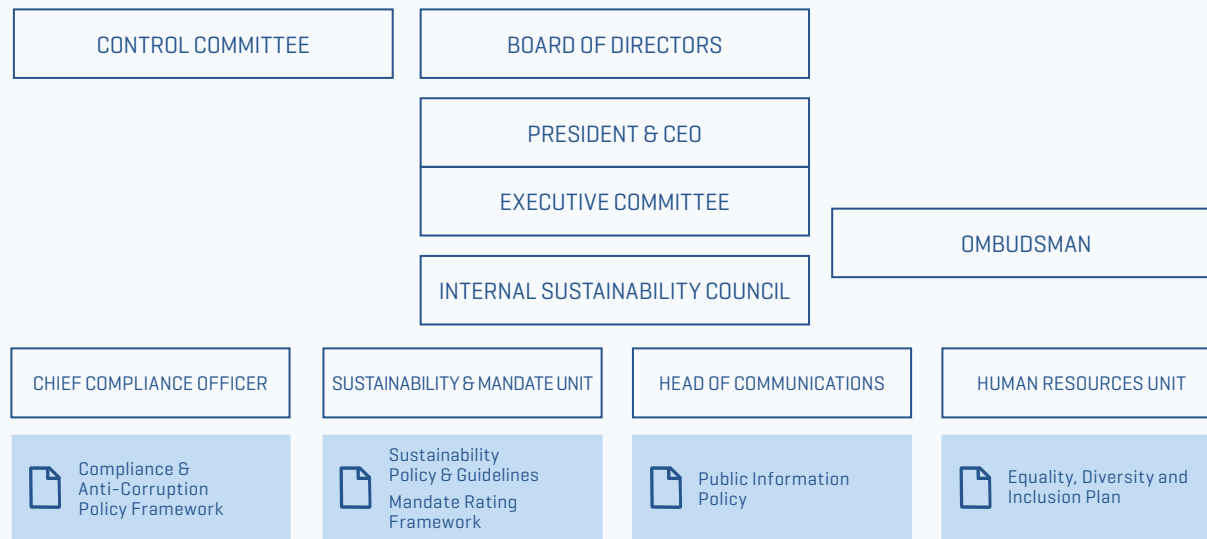 CONTROL COMMITTEE
BOARD OF DIRECTORS
PRESIDENT & CEO
EXECUTIVE COMMITTEE
OMBUDSMAN
INTERNAL SUSTAINABILITY COUNCIL
CHIEF COMPLIANCE OFFICER
SUSTAINABILITY & MANDATE UNIT
HEAD OF COMMUNICATIONS
HUMAN RESOURCES UNIT
Compliance &
Anti-Corruption
Policy Framework
Sustainability
Policy & Guidelines
Mandate Rating
Framework
Public Information
Policy
Equality, Diversity and
Inclusion Plan